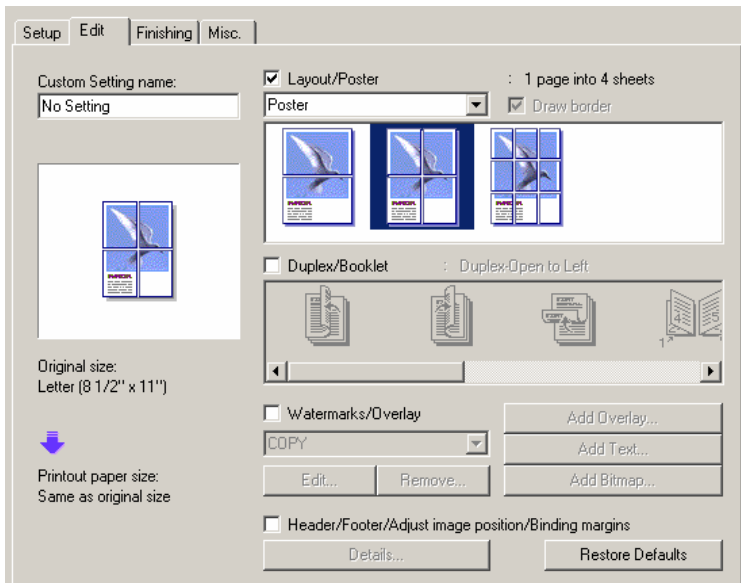 Setup
Edit
Finishing
Misc.
Custom Setting name:
No Setting
Original size:
Letter (8 1/2" x 11")
Printout paper size:
Same as original size
Layout/Poster : 1 page into 4 sheets
Poster
Draw border
Duplex/Booklet : Duplex-Open to Left
Watermarks/Overlay
COPY
Edit...
Remove...
Add Overlay...
Add Text...
Add Bitmap...
Header/Footer/Adjust image position/Binding margins
Details...
Restore Defaults